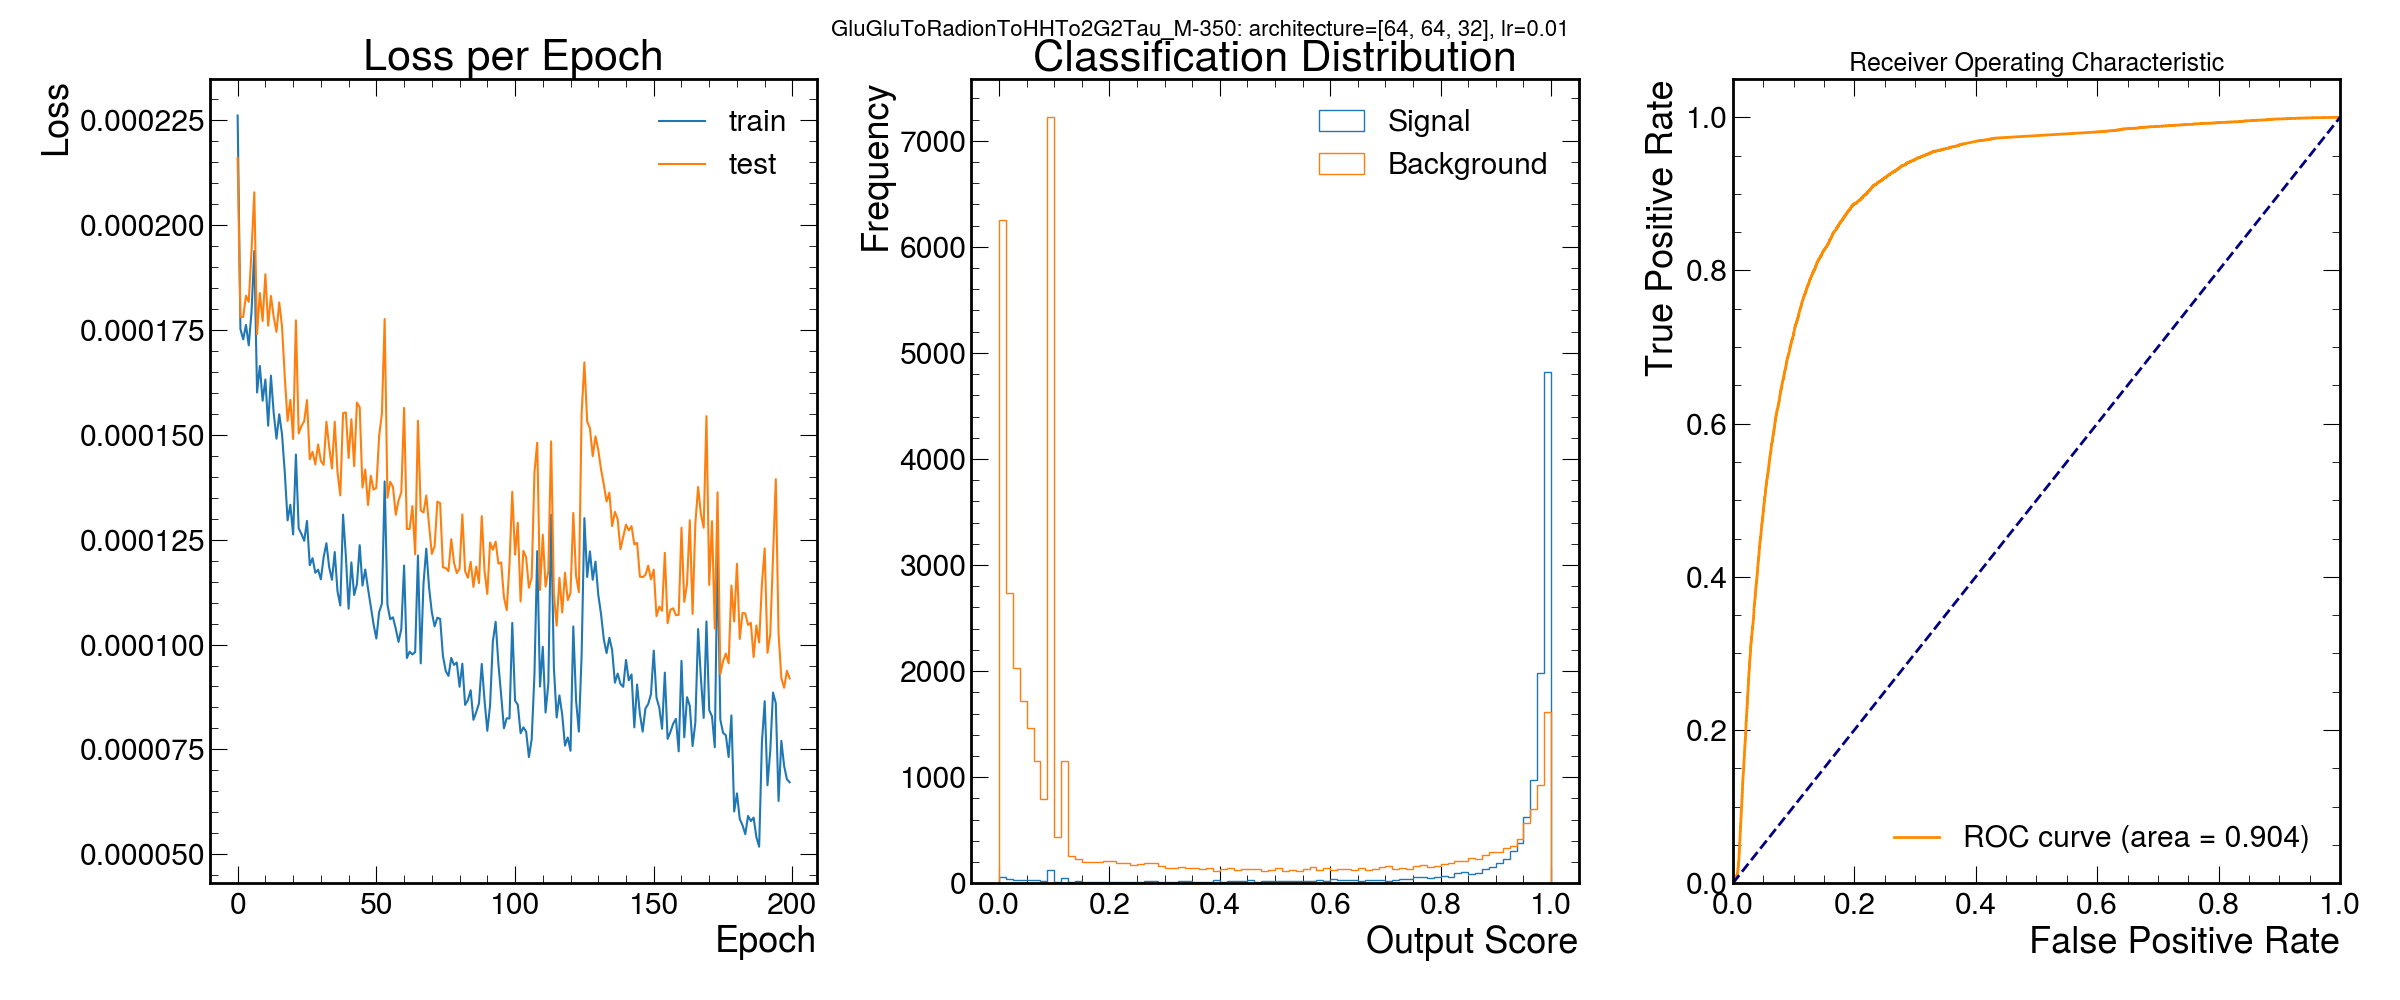 GluGluToRadionToHHTo2G2Tau_M-350: architecture=[64, 64, 32], lr=0.01
Loss per Epoch
Loss
0.000225
0.000200
0.000175
0.000150
0.000125
0.000100
0.000075
0.000050
train
test
0 50 100 150 200
Epoch
Classification Distribution
Frequency
7000
6000
5000
4000
3000
2000
1000
0
Signal
Background
0.0 0.2 0.4 0.6 0.8 1.0
Output Score
Receiver Operating Characteristic
True Positive Rate
1.0
0.8
0.6
0.4
0.2
0.0
ROC curve (area = 0.904)
0.0 0.2 0.4 0.6 0.8 1.0
False Positive Rate